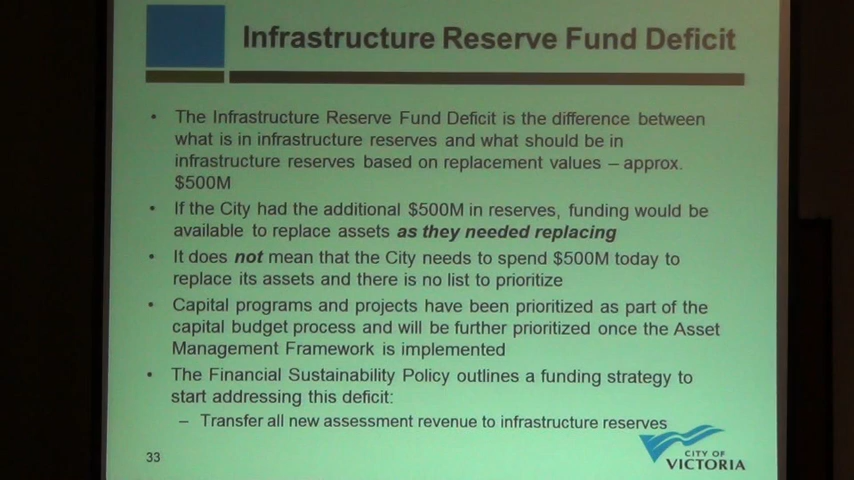 Infrastructure Reserve Fund Deficit
• The Infrastructure Reserve Fund Deficit is the difference between
what is in infrastructure reserves and what should be in
infrastructure reserves based on replacement values – approx.
$500M
• If the City had the additional $500M in reserves, funding would be
available to replace assets as they needed replacing
• It does not mean that the City needs to spend $500M today to
replace its assets and there is no list to prioritize
• Capital programs and projects have been prioritized as part of the
capital budget process and will be further prioritized once the Asset
Management Framework is implemented
• The Financial Sustainability Policy outlines a funding strategy to
start addressing this deficit:
– Transfer all new assessment revenue to infrastructure reserves
33
CITY OF
VICTORIA